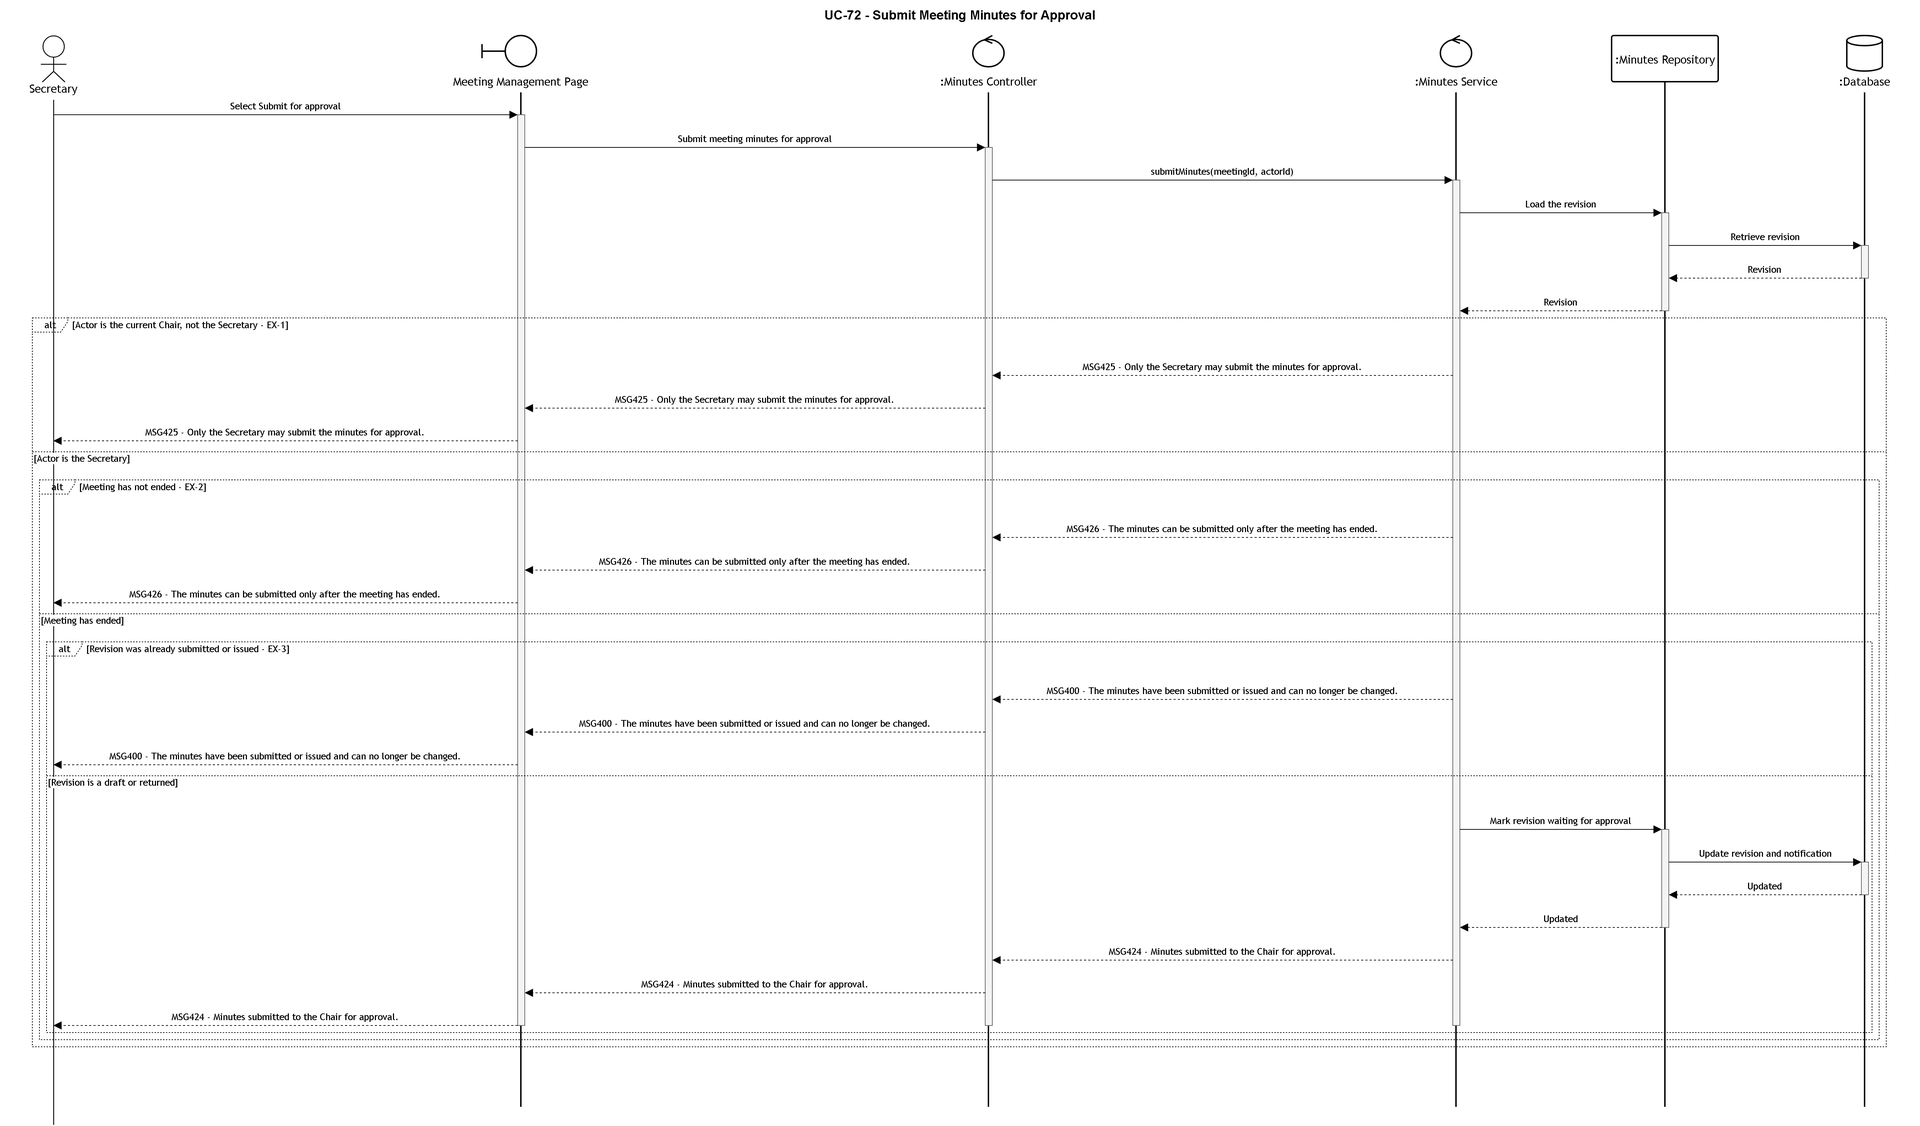 UC-72 - Submit Meeting Minutes for Approval
Secretary
Meeting Management Page
:Minutes Controller
:Minutes Service
:Minutes Repository
:Database
Select Submit for approval
Submit meeting minutes for approval
submitMinutes(meetingId, actorId)
Load the revision
Retrieve revision
Revision
Revision
alt [Actor is the current Chair, not the Secretary - EX-1]
MSG425 - Only the Secretary may submit the minutes for approval.
MSG425 - Only the Secretary may submit the minutes for approval.
MSG425 - Only the Secretary may submit the minutes for approval.
[Actor is the Secretary]
alt [Meeting has not ended - EX-2]
MSG426 - The minutes can be submitted only after the meeting has ended.
MSG426 - The minutes can be submitted only after the meeting has ended.
MSG426 - The minutes can be submitted only after the meeting has ended.
[Meeting has ended]
alt [Revision was already submitted or issued - EX-3]
MSG400 - The minutes have been submitted or issued and can no longer be changed.
MSG400 - The minutes have been submitted or issued and can no longer be changed.
MSG400 - The minutes have been submitted or issued and can no longer be changed.
[Revision is a draft or returned]
Mark revision waiting for approval
Update revision and notification
Updated
Updated
MSG424 - Minutes submitted to the Chair for approval.
MSG424 - Minutes submitted to the Chair for approval.
MSG424 - Minutes submitted to the Chair for approval.